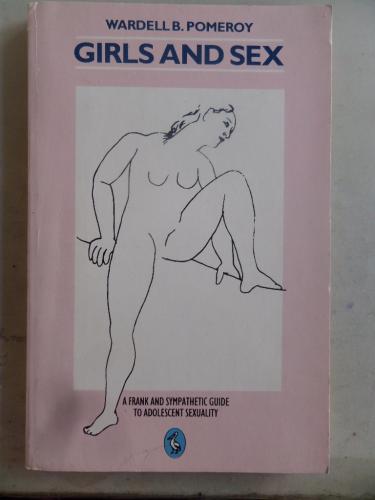 WARDELL B. POMEROY
GIRLS AND SEX
A FRANK AND SYMPATHETIC GUIDE
TO ADOLESCENT SEXUALITY